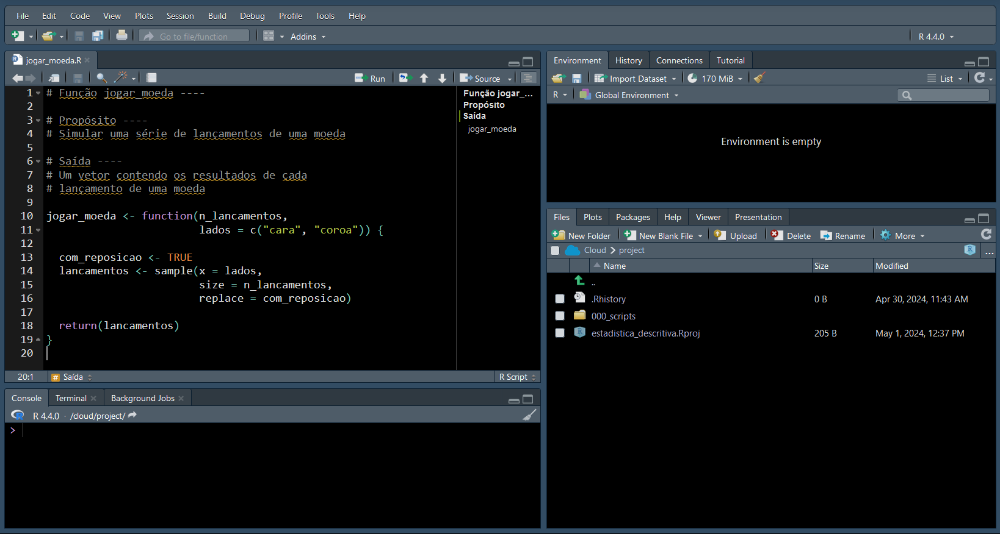 File Edit Code View Plots Session Build Debug Profile Tools Help
Go to file/function Addins R 4.4.0
jogar_moeda.R
Run Source
1 # Função jogar_moeda ----
2
3 # Propósito ----
4 # Simular uma série de lançamentos de uma moeda
5
6 # Saída ----
7 # Um vetor contendo os resultados de cada
8 # lançamento de uma moeda
9
10 jogar_moeda <- function(n_lancamentos,
11 lados = c("cara", "coroa")) {
12
13 com_reposicao <- TRUE
14 lancamentos <- sample(x = lados,
15 size = n_lancamentos,
16 replace = com_reposicao)
17
18 return(lancamentos)
19 }
20
Função jogar_...
Propósito
Saída
jogar_moeda
20:1 # Saída R Script
Console Terminal Background Jobs
R 4.4.0 · /cloud/project/
>
Environment History Connections Tutorial
Import Dataset 170 MiB List
R Global Environment
Environment is empty
Files Plots Packages Help Viewer Presentation
New Folder New Blank File Upload Delete Rename More
Cloud project ...
Name Size Modified
..
.Rhistory 0 B Apr 30, 2024, 11:43 AM
000_scripts
estadistica_descritiva.Rproj 205 B May 1, 2024, 12:37 PM